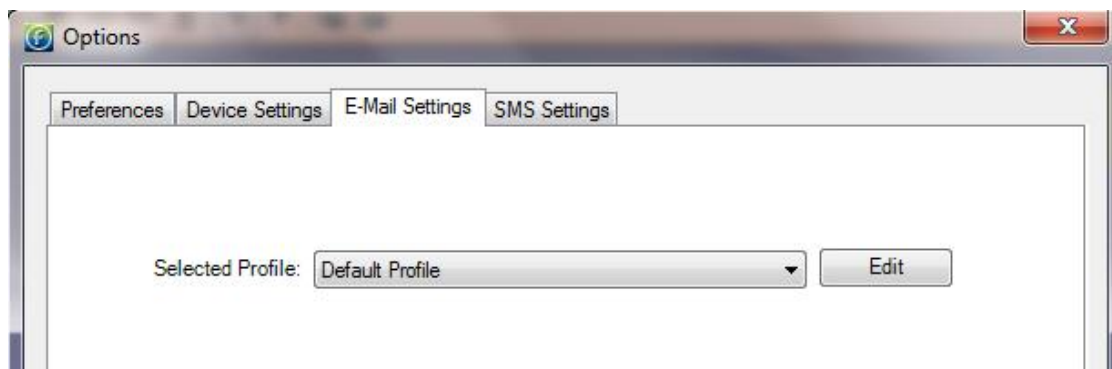 Options
Preferences Device Settings E-Mail Settings SMS Settings
Selected Profile: Default Profile Edit